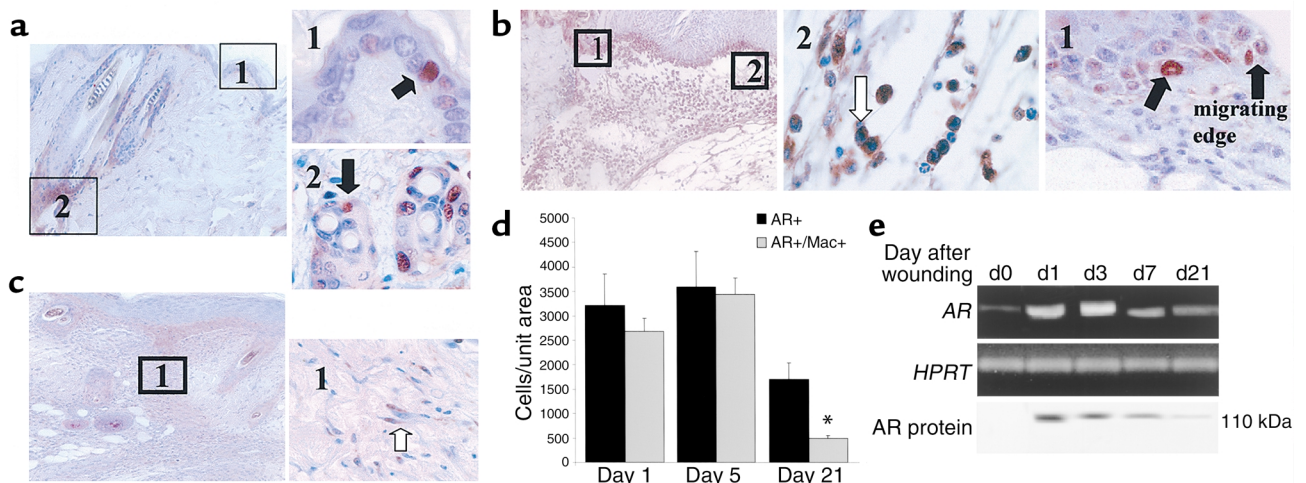 a
1
2
1
2
b
1
2
2
1
migrating
edge
c
1
1
d
5000
4500
4000
3500
3000
2500
2000
1500
1000
500
0
Cells/unit area
AR+
AR+/Mac+
*
Day 1 Day 5 Day 21
e
Day after
wounding d0 d1 d3 d7 d21
AR
HPRT
AR protein 110 kDa